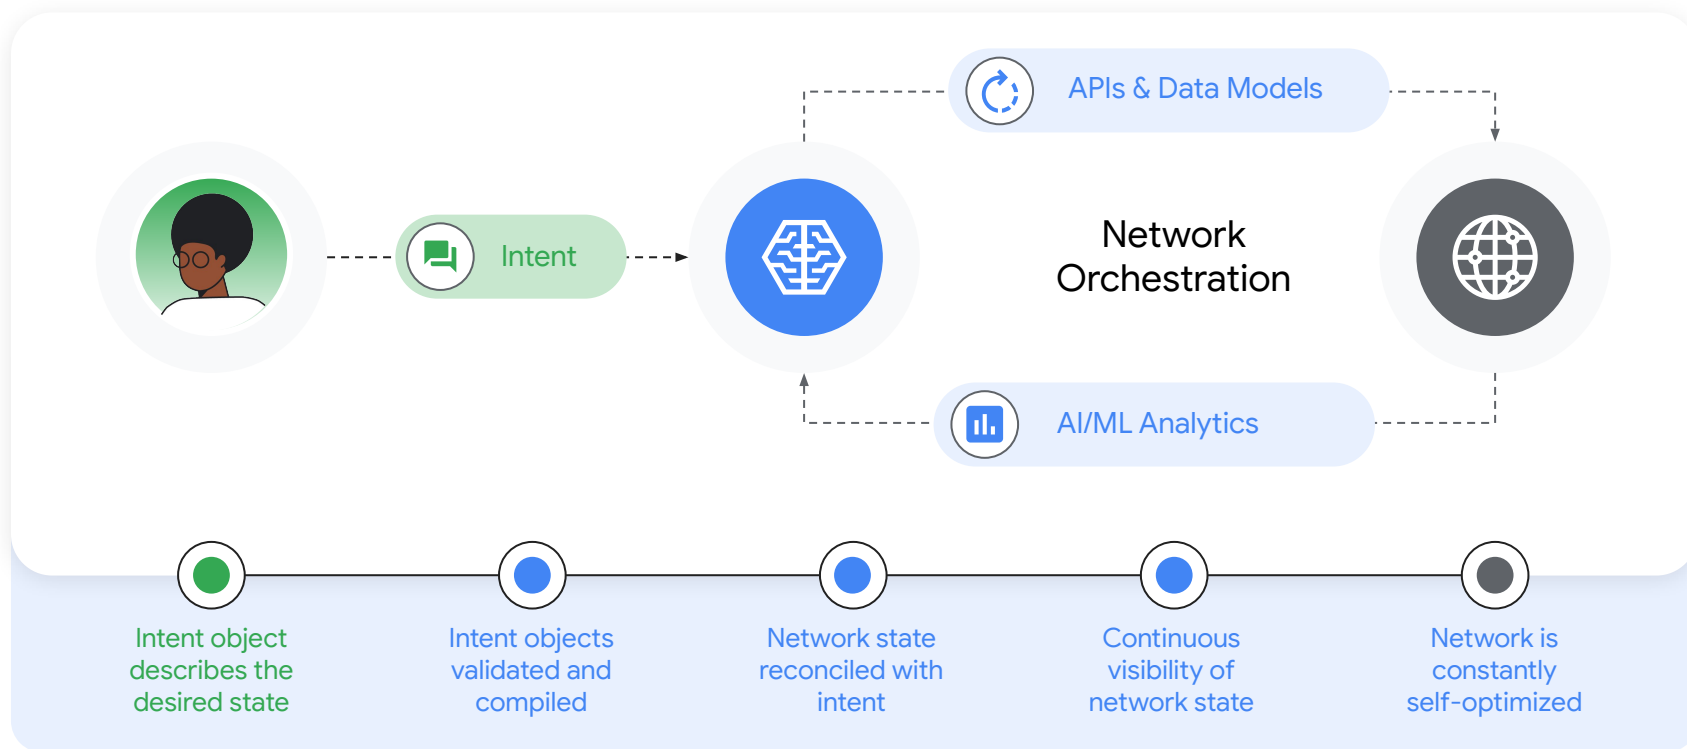 APIs & Data Models
Intent
Network
Orchestration
AI/ML Analytics
Intent object
describes the
desired state
Intent objects
validated and
compiled
Network state
reconciled with
intent
Continuous
visibility of
network state
Network is
constantly
self-optimized